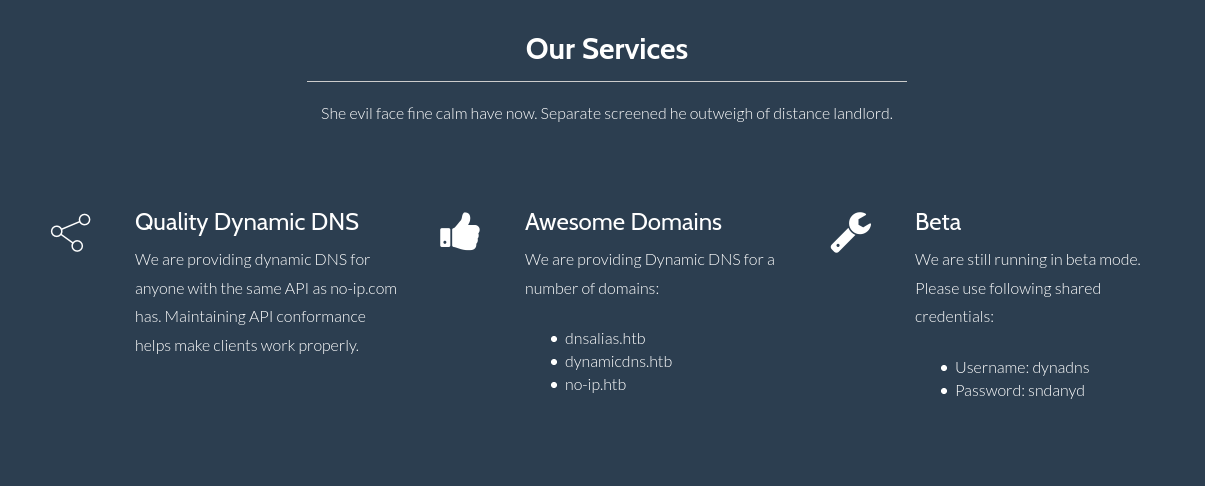 Our Services
She evil face fine calm have now. Separate screened he outweigh of distance landlord.
Quality Dynamic DNS
We are providing dynamic DNS for
anyone with the same API as no-ip.com
has. Maintaining API conformance
helps make clients work properly.
Awesome Domains
We are providing Dynamic DNS for a
number of domains:
dnsalias.htb
dynamicdns.htb
no-ip.htb
Beta
We are still running in beta mode.
Please use following shared
credentials:
Username: dynadns
Password: sndanyd